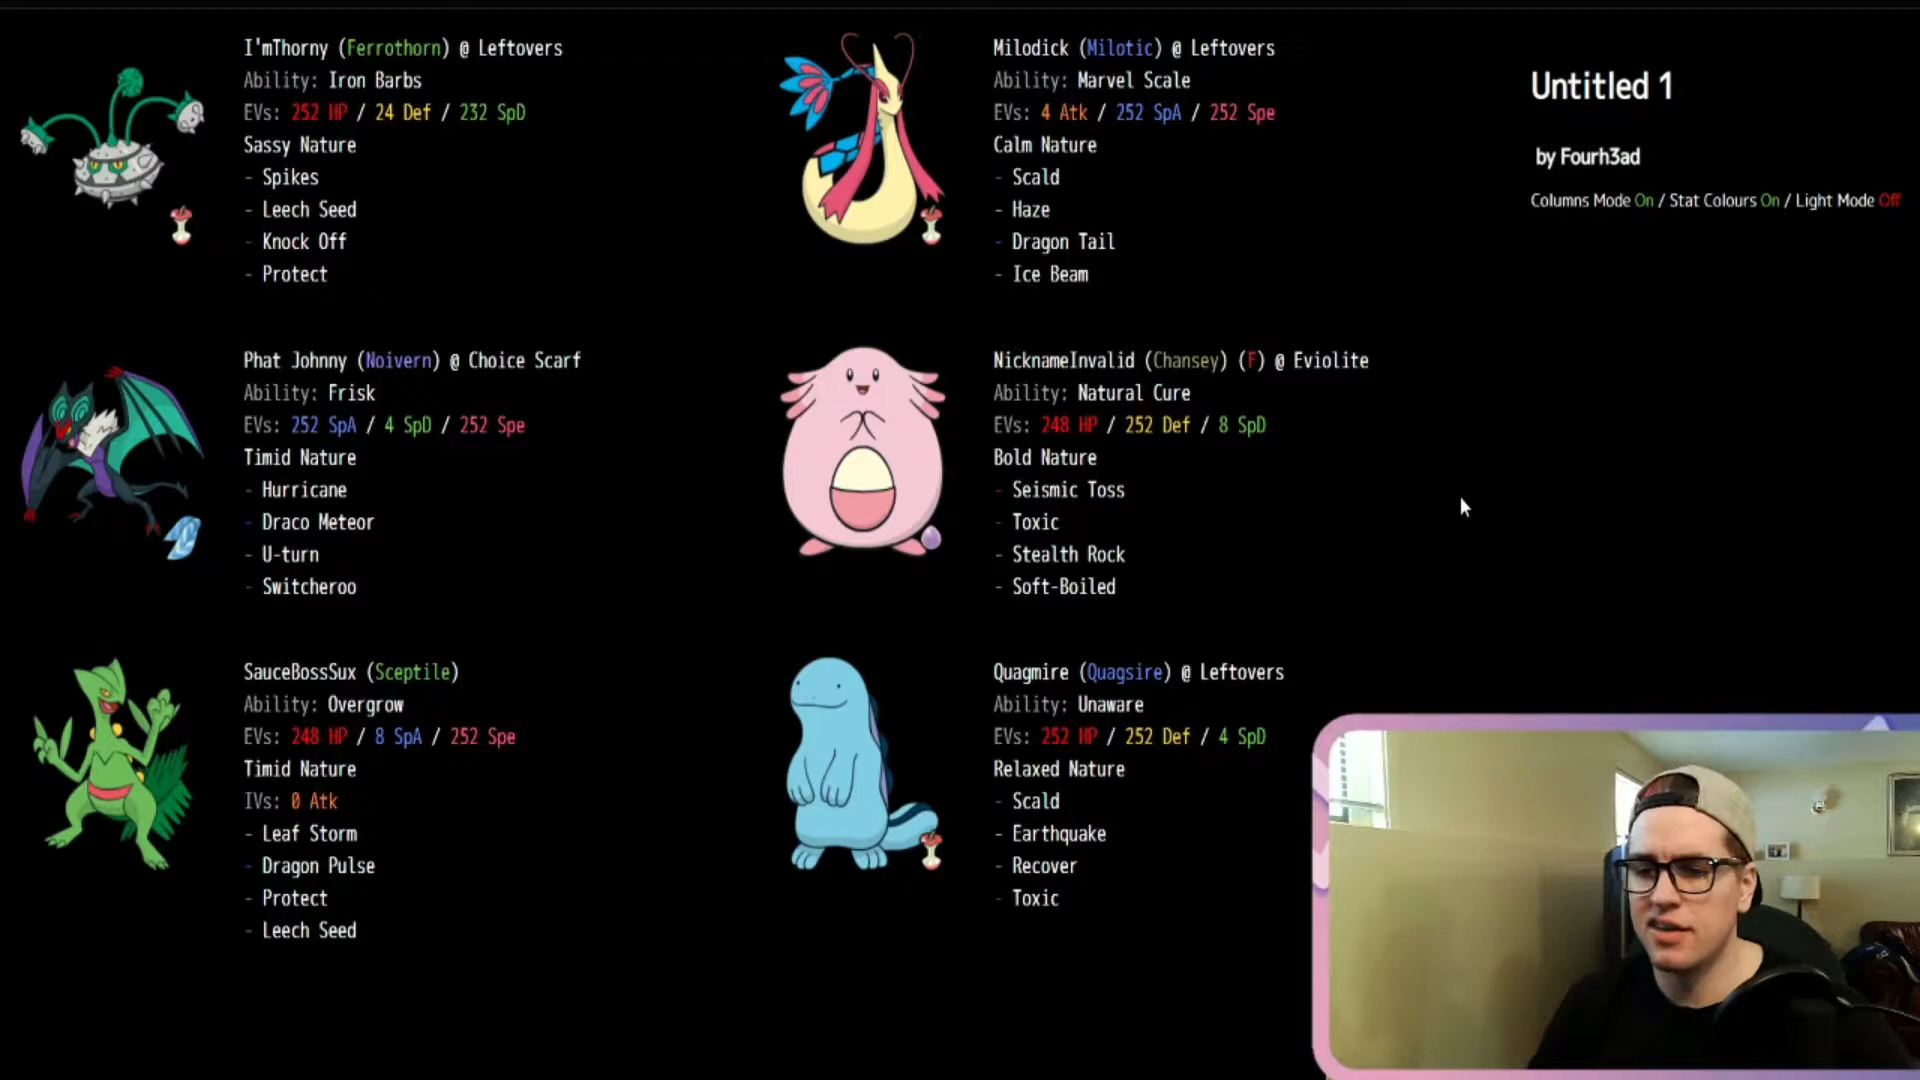 I'mThorny (Ferrothorn) @ Leftovers
Ability: Iron Barbs
EVs: 252 HP / 24 Def / 232 SpD
Sassy Nature
- Spikes
- Leech Seed
- Knock Off
- Protect
Milodick (Milotic) @ Leftovers
Ability: Marvel Scale
EVs: 4 Atk / 252 SpA / 252 Spe
Calm Nature
- Scald
- Haze
- Dragon Tail
- Ice Beam
Untitled 1
by Fourh3ad
Columns Mode On / Stat Colours On / Light Mode Off
Phat Johnny (Noivern) @ Choice Scarf
Ability: Frisk
EVs: 252 SpA / 4 SpD / 252 Spe
Timid Nature
- Hurricane
- Draco Meteor
- U-turn
- Switcheroo
NicknameInvalid (Chansey) (F) @ Eviolite
Ability: Natural Cure
EVs: 248 HP / 252 Def / 8 SpD
Bold Nature
- Seismic Toss
- Toxic
- Stealth Rock
- Soft-Boiled
SauceBossSux (Sceptile)
Ability: Overgrow
EVs: 248 HP / 8 SpA / 252 Spe
Timid Nature
IVs: 0 Atk
- Leaf Storm
- Dragon Pulse
- Protect
- Leech Seed
Quagmire (Quagsire) @ Leftovers
Ability: Unaware
EVs: 252 HP / 252 Def / 4 SpD
Relaxed Nature
- Scald
- Earthquake
- Recover
- Toxic